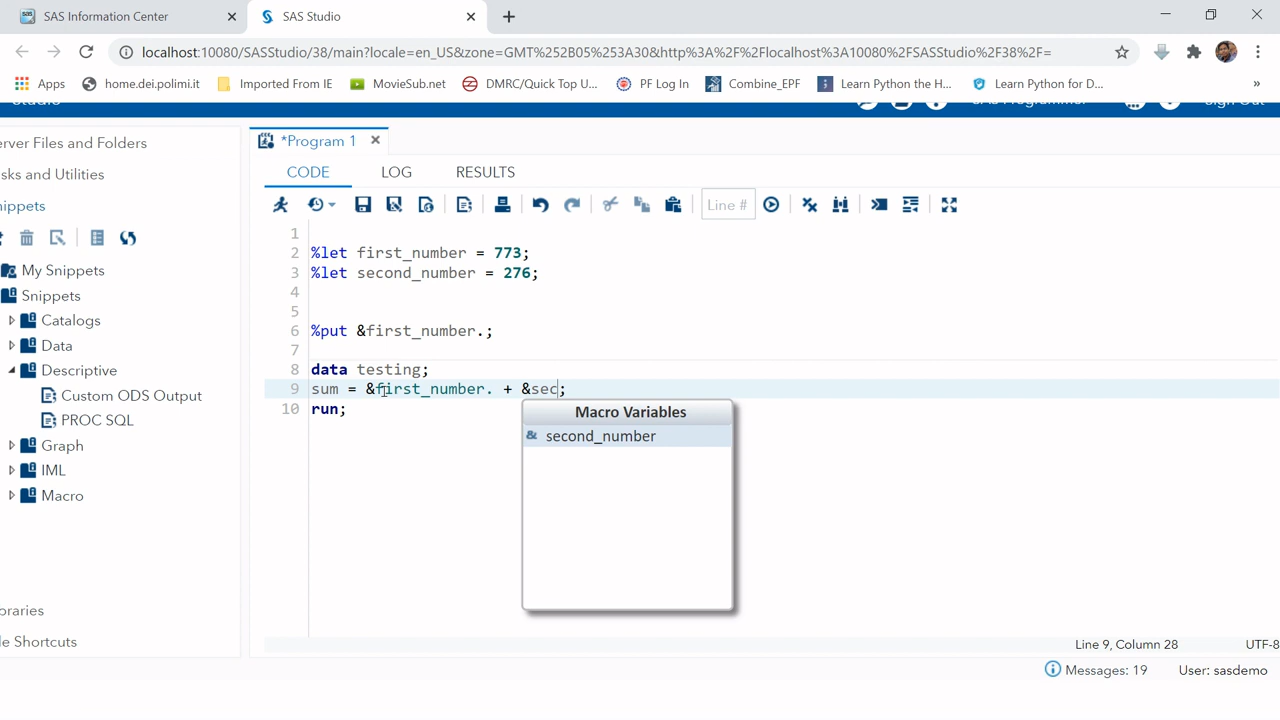 SAS Information Center
SAS Studio
localhost:10080/SASStudio/38/main?locale=en_US&zone=GMT%252B05%253A30&http%3A%2F%2Flocalhost%3A10080%2FSASStudio%2F38%2F=
Apps home.dei.polimi.it Imported From IE MovieSub.net DMRC/Quick Top U... PF Log In Combine_EPF Learn Python the H... Learn Python for D... »
Studio SAS Programmer Sign Out
erver Files and Folders
sks and Utilities
nippets
My Snippets
Snippets
Catalogs
Data
Descriptive
Custom ODS Output
PROC SQL
Graph
IML
Macro
braries
le Shortcuts
*Program 1
CODE LOG RESULTS
Line #
1
2 %let first_number = 773;
3 %let second_number = 276;
4
5
6 %put &first_number.;
7
8 data testing;
9 sum = &first_number. + &sec;
10 run;
Macro Variables
& second_number
Line 9, Column 28 UTF-8
Messages: 19 User: sasdemo